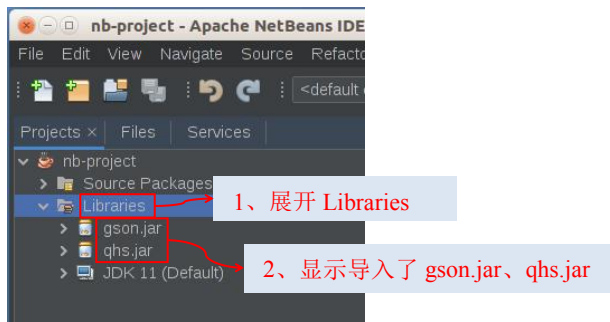 nb-project - Apache NetBeans IDE
File Edit View Navigate Source Refacto
<default
Projects × Files Services
nb-project
Source Packages
Libraries
1、展开 Libraries
gson.jar
qhs.jar
2、显示导入了 gson.jar、qhs.jar
JDK 11 (Default)